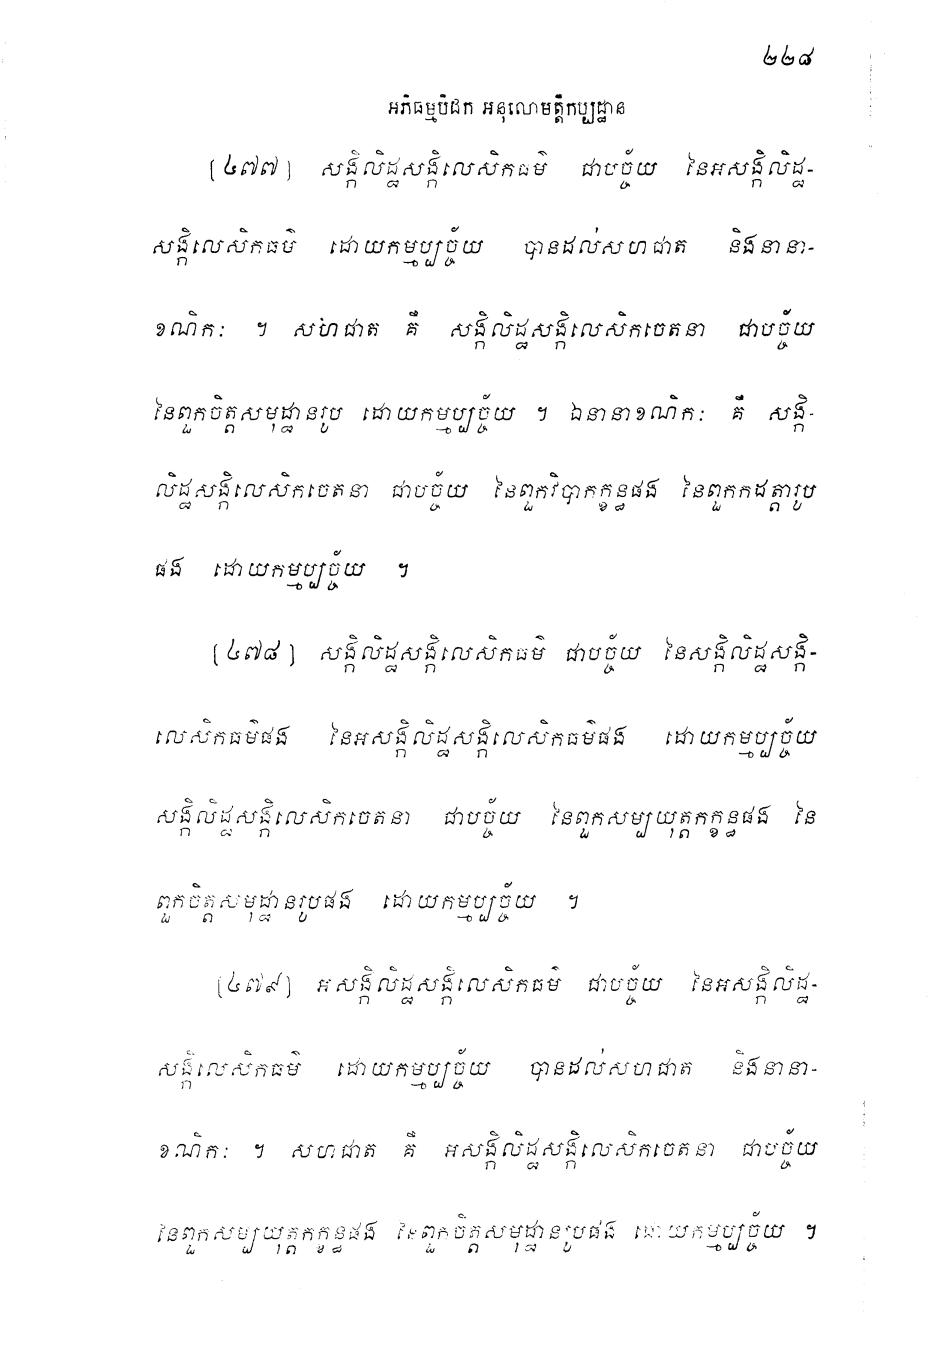 ២២៨
អភិធម្មបិដក អនុលោមត្តិកប្បដ្ឋាន
[៤៧៧] សង្កិលិដ្ឋសង្កិលេសិកធម៌ ជាបច្ច័យ នៃអសង្កិលិដ្ឋ-
សង្កិលេសិកធម៌ ដោយកម្មប្បច្ច័យ បានដល់សហជាត និងនានា-
ខណិកៈ ។ សហជាត គឺ សង្កិលិដ្ឋសង្កិលេសិកចេតនា ជាបច្ច័យ
នៃពួកចិត្តសមុដ្ឋានរូប ដោយកម្មប្បច្ច័យ ។ ឯនានាខណិកៈ គឺ សង្កិ-
លិដ្ឋសង្កិលេសិកចេតនា ជាបច្ច័យ នៃពួកវិបាកក្ខន្ធផង នៃពួកកដត្តារូប
ផង ដោយកម្មប្បច្ច័យ ។
[៤៧៨] សង្កិលិដ្ឋសង្កិលេសិកធម៌ ជាបច្ច័យ នៃសង្កិលិដ្ឋសង្កិ-
លេសិកធម៌ផង នៃអសង្កិលិដ្ឋសង្កិលេសិកធម៌ផង ដោយកម្មប្បច្ច័យ
សង្កិលិដ្ឋសង្កិលេសិកចេតនា ជាបច្ច័យ នៃពួកសម្បយុត្តកក្ខន្ធផង នៃ
ពួកចិត្តសមុដ្ឋានរូបផង ដោយកម្មប្បច្ច័យ ។
[៤៧៩] អសង្កិលិដ្ឋសង្កិលេសិកធម៌ ជាបច្ច័យ នៃអសង្កិលិដ្ឋ-
សង្កិលេសិកធម៌ ដោយកម្មប្បច្ច័យ បានដល់សហជាត និងនានា-
ខណិកៈ ។ សហជាត គឺ អសង្កិលិដ្ឋសង្កិលេសិកចេតនា ជាបច្ច័យ
នៃពួកសម្បយុត្តកក្ខន្ធផង នៃពួកចិត្តសមុដ្ឋានរូបផង ដោយកម្មប្បច្ច័យ ។